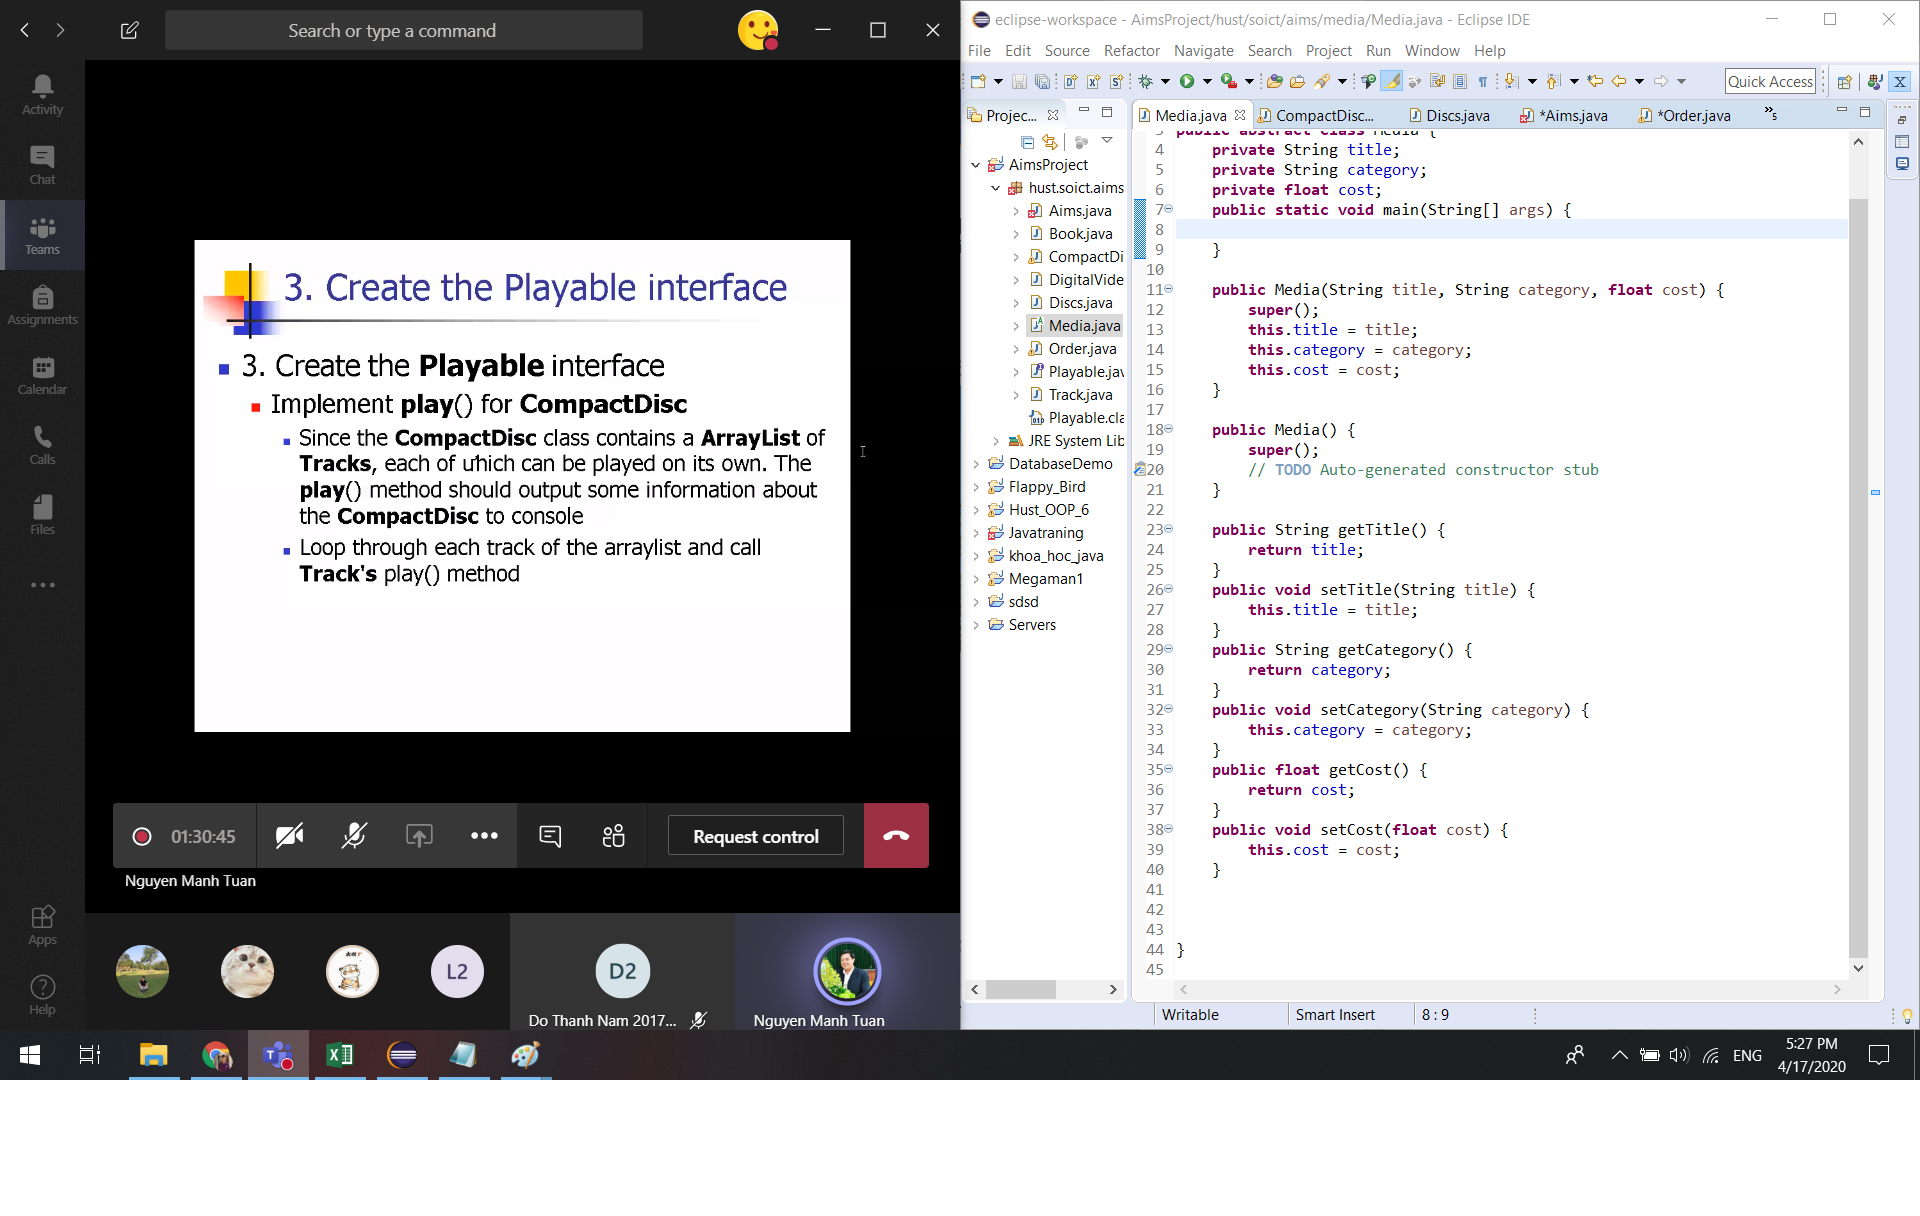 Search or type a command
Activity
Chat
Teams
Assignments
Calendar
Calls
Files
Apps
Help
3. Create the Playable interface
3. Create the Playable interface
Implement play() for CompactDisc
Since the CompactDisc class contains a ArrayList of
Tracks, each of which can be played on its own. The
play() method should output some information about
the CompactDisc to console
Loop through each track of the arraylist and call
Track's play() method
01:30:45
Request control
Nguyen Manh Tuan
L2
D2
Do Thanh Nam 2017...
Nguyen Manh Tuan
eclipse-workspace - AimsProject/hust/soict/aims/media/Media.java - Eclipse IDE
File Edit Source Refactor Navigate Search Project Run Window Help
Quick Access
Projec...
AimsProject
hust.soict.aims
Aims.java
Book.java
CompactDi
DigitalVide
Discs.java
Media.java
Order.java
Playable.jav
Track.java
Playable.cla
JRE System Lib
DatabaseDemo
Flappy_Bird
Hust_OOP_6
Javatraning
khoa_hoc_java
Megaman1
sdsd
Servers
Media.java CompactDisc... Discs.java *Aims.java *Order.java »5
3 public abstract class Media {
4 private String title;
5 private String category;
6 private float cost;
7 public static void main(String[] args) {
8
9 }
10
11 public Media(String title, String category, float cost) {
12 super();
13 this.title = title;
14 this.category = category;
15 this.cost = cost;
16 }
17
18 public Media() {
19 super();
20 // TODO Auto-generated constructor stub
21 }
22
23 public String getTitle() {
24 return title;
25 }
26 public void setTitle(String title) {
27 this.title = title;
28 }
29 public String getCategory() {
30 return category;
31 }
32 public void setCategory(String category) {
33 this.category = category;
34 }
35 public float getCost() {
36 return cost;
37 }
38 public void setCost(float cost) {
39 this.cost = cost;
40 }
41
42
43
44 }
45
Writable Smart Insert 8 : 9
ENG
5:27 PM
4/17/2020